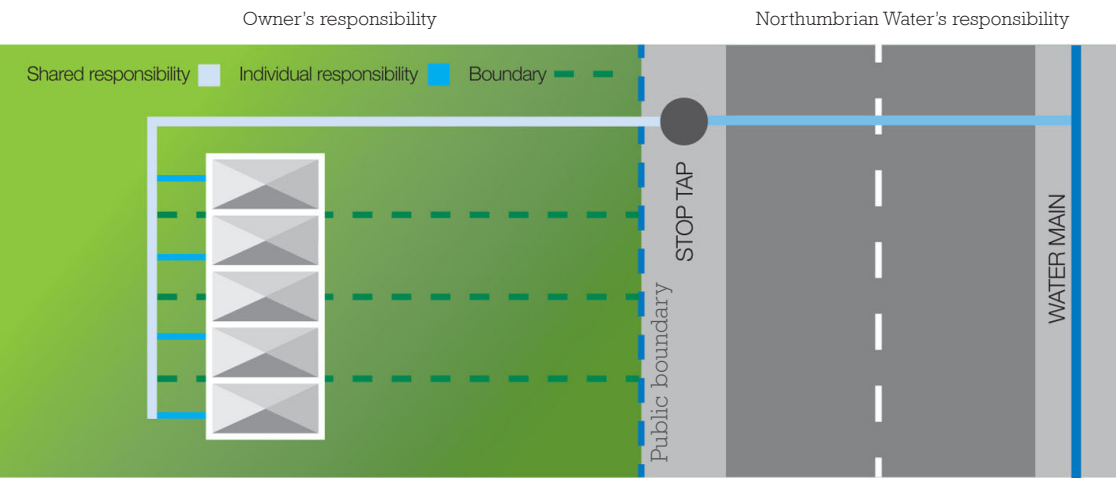 Owner's responsibility
Northumbrian Water's responsibility
Shared responsibility
Individual responsibility
Boundary
STOP TAP
Public boundary
WATER MAIN